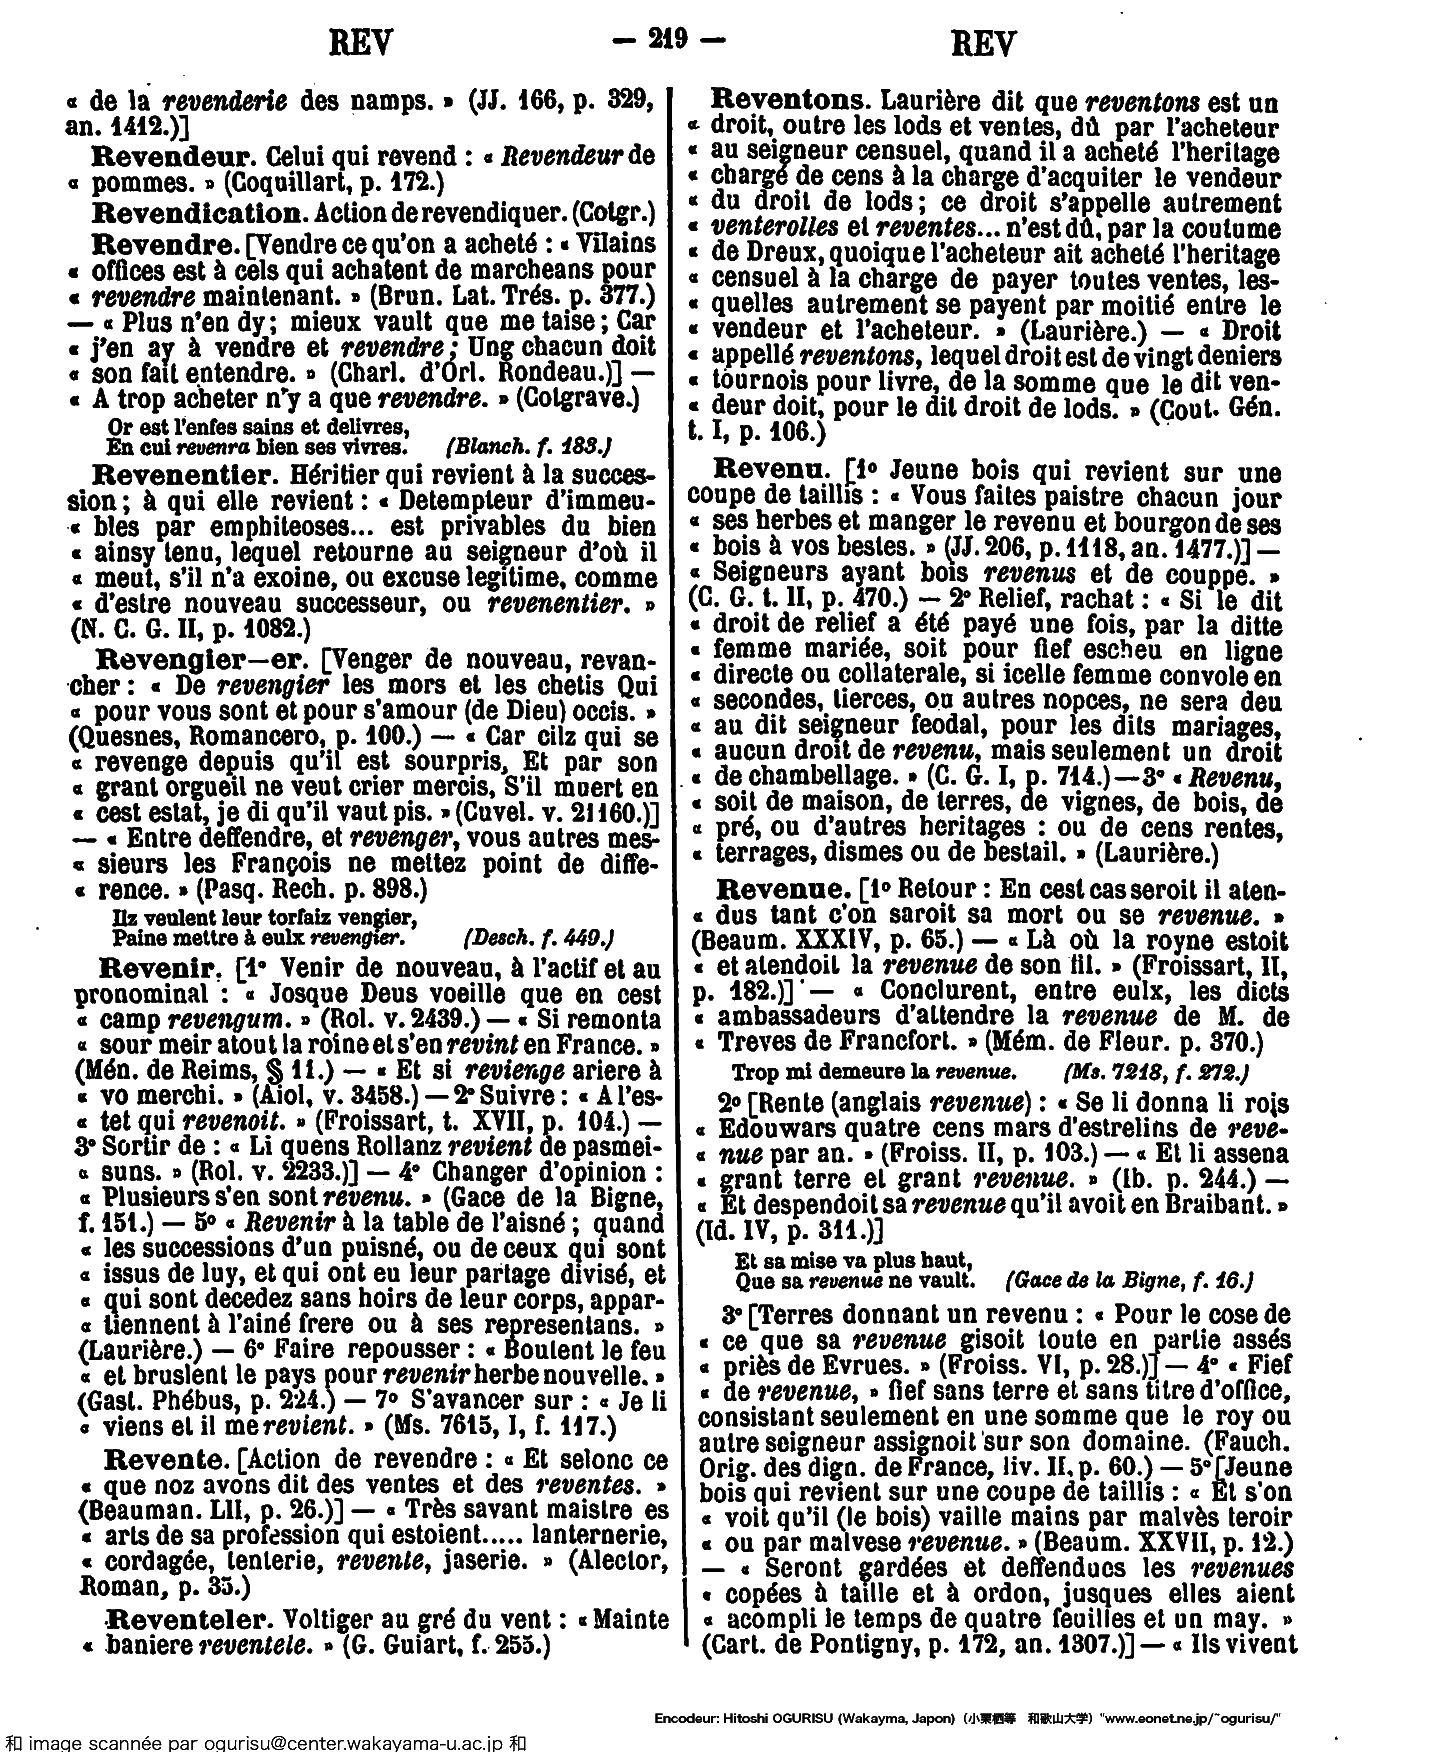 REV — 219 — REV
« de la revenderie des namps. » (JJ. 166, p. 329,
an. 1412.)]
Revendeur. Celui qui revend : « Revendeur de
« pommes. » (Coquillart, p. 172.)
Revendication. Action de revendiquer. (Cotgr.)
Revendre. [Vendre ce qu'on a acheté : « Vilains
« offices est à cels qui achatent de marcheans pour
« revendre maintenant. » (Brun. Lat. Trés. p. 377.)
— « Plus n'en dy ; mieux vault que me taise ; Car
« j'en ay à vendre et revendre ; Ung chacun doit
« son fait entendre. » (Charl. d'Orl. Rondeau.)] —
« A trop acheter n'y a que revendre. » (Cotgrave.)
Or est l'enfes sains et delivres,
En cui revenra bien ses vivres. (Blanch. f. 183.)
Revenentier. Héritier qui revient à la succes-
sion ; à qui elle revient : « Detempteur d'immeu-
« bles par emphiteoses... est privables du bien
« ainsy tenu, lequel retourne au seigneur d'où il
« meut, s'il n'a exoine, ou excuse legitime, comme
« d'estre nouveau successeur, ou revenentier. »
(N. C. G. II, p. 1082.)
Revengier—er. [Venger de nouveau, revan-
cher : « De revengier les mors et les chetis Qui
« pour vous sont et pour s'amour (de Dieu) occis. »
(Quesnes, Romancero, p. 100.) — « Car cilz qui se
« revenge depuis qu'il est sourpris, Et par son
« grant orgueil ne veut crier mercis, S'il muert en
« cest estat, je di qu'il vaut pis. » (Cuvel. v. 21160.)]
— « Entre deffendre, et revenger, vous autres mes-
« sieurs les François ne mettez point de diffe-
« rence. » (Pasq. Rech. p. 898.)
Ilz veulent leur torfaiz vengier,
Paine mettre à eulx revengier. (Desch. f. 449.)
Revenir. [1º Venir de nouveau, à l'actif et au
pronominal : « Josque Deus voeille que en cest
« camp revengum. » (Rol. v. 2439.) — « Si remonta
« sour meir atout la roine et s'en revint en France. »
(Mén. de Reims, § 11.) — « Et si revienge ariere à
« vo merchi. » (Aiol, v. 3458.) — 2º Suivre : « A l'es-
« tet qui revenoit. » (Froissart, t. XVII, p. 104.) —
3º Sortir de : « Li quens Rollanz revient de pasmei-
« suns. » (Rol. v. 2233.)] — 4º Changer d'opinion :
« Plusieurs s'en sont revenu. » (Gace de la Bigne,
f. 151.) — 5º « Revenir à la table de l'aisné ; quand
« les successions d'un puisné, ou de ceux qui sont
« issus de luy, et qui ont eu leur partage divisé, et
« qui sont decedez sans hoirs de leur corps, appar-
« tiennent à l'ainé frere ou à ses representans. »
(Laurière.) — 6º Faire repousser : « Boutent le feu
« et bruslent le pays pour revenir herbe nouvelle. »
(Gast. Phébus, p. 224.) — 7º S'avancer sur : « Je li
« viens et il me revient. » (Ms. 7615, I, f. 117.)
Revente. [Action de revendre : « Et selonc ce
« que noz avons dit des ventes et des reventes. »
(Beauman. LII, p. 26.)] — « Très savant maistre es
« arts de sa profession qui estoient..... lanternerie,
« cordagée, tenterie, revente, jaserie. » (Alector,
Roman, p. 35.)
Reventeler. Voltiger au gré du vent : « Mainte
« baniere reventele. » (G. Guiart, f. 255.)
Reventons. Laurière dit que reventons est un
« droit, outre les lods et ventes, dû par l'acheteur
« au seigneur censuel, quand il a acheté l'heritage
« chargé de cens à la charge d'acquiter le vendeur
« du droit de lods ; ce droit s'appelle autrement
« venterolles et reventes... n'est dû, par la coutume
« de Dreux, quoique l'acheteur ait acheté l'heritage
« censuel à la charge de payer toutes ventes, les-
« quelles autrement se payent par moitié entre le
« vendeur et l'acheteur. » (Laurière.) — « Droit
« appellé reventons, lequel droit est de vingt deniers
« tournois pour livre, de la somme que le dit ven-
« deur doit, pour le dit droit de lods. » (Cout. Gén.
t. I, p. 106.)
Revenu. [1º Jeune bois qui revient sur une
coupe de taillis : « Vous faites paistre chacun jour
« ses herbes et manger le revenu et bourgon de ses
« bois à vos bestes. » (JJ. 206, p. 1118, an. 1477.)] —
« Seigneurs ayant bois revenus et de couppe. »
(C. G. t. II, p. 470.) — 2º Relief, rachat : « Si le dit
« droit de relief a été payé une fois, par la ditte
« femme mariée, soit pour fief escheu en ligne
« directe ou collaterale, si icelle femme convole en
« secondes, tierces, ou autres nopces, ne sera deu
« au dit seigneur feodal, pour les dits mariages,
« aucun droit de revenu, mais seulement un droit
« de chambellage. » (C. G. I, p. 714.) — 3º « Revenu,
« soit de maison, de terres, de vignes, de bois, de
« pré, ou d'autres heritages : ou de cens rentes,
« terrages, dismes ou de bestail. » (Laurière.)
Revenue. [1º Retour : En cest cas seroit il aten-
« dus tant c'on saroit sa mort ou se revenue. »
(Beaum. XXXIV, p. 65.) — « Là où la royne estoit
« et atendoit la revenue de son fil. » (Froissart, II,
p. 182.)] — « Conclurent, entre eulx, les dicts
« ambassadeurs d'attendre la revenue de M. de
« Treves de Francfort. » (Mém. de Fleur. p. 370.)
Trop mi demeure la revenue. (Ms. 7218, f. 272.)
2º [Rente (anglais revenue) : « Se li donna li rois
« Edouwars quatre cens mars d'estrelins de reve-
« nue par an. » (Froiss. II, p. 103.) — « Et li assena
« grant terre et grant revenue. » (Ib. p. 244.) —
« Et despendoit sa revenue qu'il avoit en Braibant. »
(Id. IV, p. 311.)]
Et sa mise va plus haut,
Que sa revenue ne vault. (Gace de la Bigne, f. 16.)
3º [Terres donnant un revenu : « Pour le cose de
« ce que sa revenue gisoit toute en partie assés
« priès de Evrues. » (Froiss. VI, p. 28.)] — 4º « Fief
« de revenue, » fief sans terre et sans titre d'office,
consistant seulement en une somme que le roy ou
autre seigneur assignoit sur son domaine. (Fauch.
Orig. des dign. de France, liv. II, p. 60.) — 5º [Jeune
bois qui revient sur une coupe de taillis : « Et s'on
« voit qu'il (le bois) vaille mains par malvès teroir
« ou par malvese revenue. » (Beaum. XXVII, p. 12.)
— « Seront gardées et deffendues les revenues
« copées à taille et à ordon, jusques elles aient
« acompli le temps de quatre feuilles et un may. »
(Cart. de Pontigny, p. 172, an. 1307.)] — « Ils vivent
Encodeur: Hitoshi OGURISU (Wakayma, Japon) (小栗栖等 和歌山大学) "www.eonet.ne.jp/~ogurisu/"
和 image scannée par ogurisu@center.wakayama-u.ac.jp 和